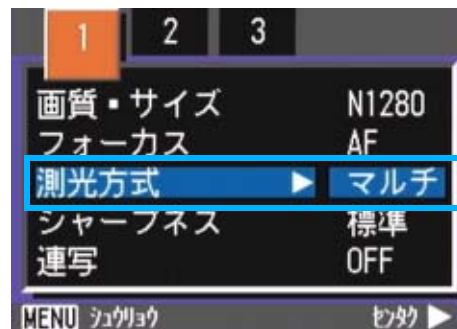 1 2 3
画質・サイズ N1280
フォーカス AF
測光方式 ▶ マルチ
シャープネス 標準
連写 OFF
MENU ｼｭｳﾘｮｳ ｾﾝﾀｸ ▶